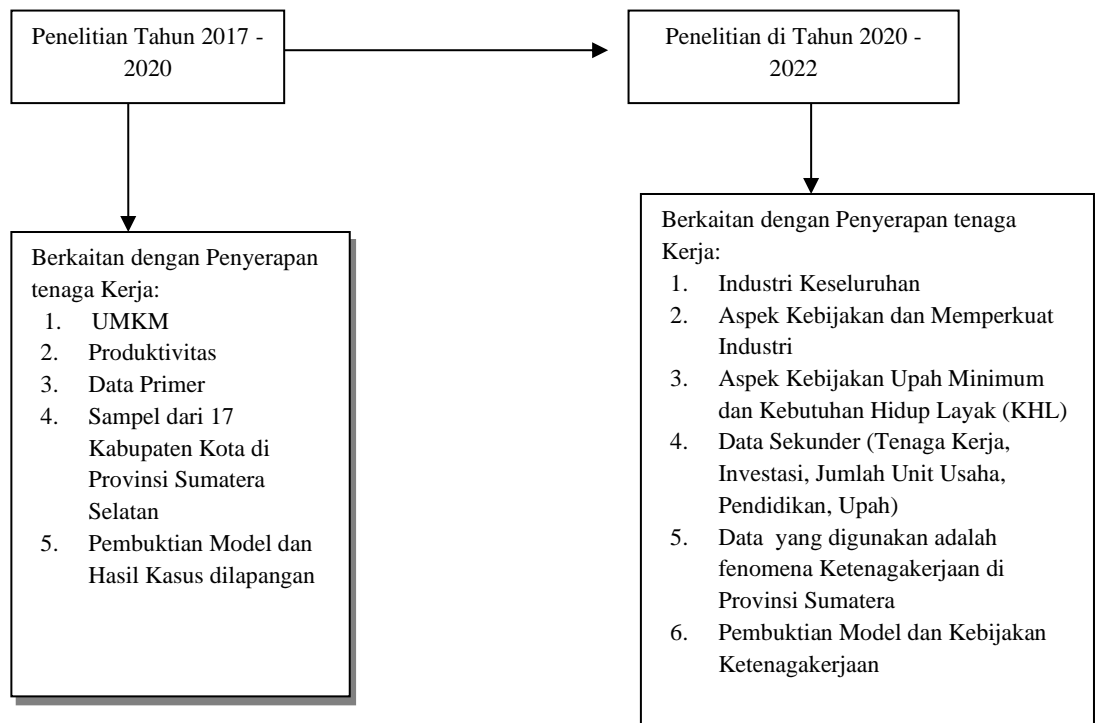 Penelitian Tahun 2017 -
2020
Penelitian di Tahun 2020 -
2022
Berkaitan dengan Penyerapan
tenaga Kerja:
1. UMKM
2. Produktivitas
3. Data Primer
4. Sampel dari 17
Kabupaten Kota di
Provinsi Sumatera
Selatan
5. Pembuktian Model dan
Hasil Kasus dilapangan
Berkaitan dengan Penyerapan tenaga
Kerja:
1. Industri Keseluruhan
2. Aspek Kebijakan dan Memperkuat
Industri
3. Aspek Kebijakan Upah Minimum
dan Kebutuhan Hidup Layak (KHL)
4. Data Sekunder (Tenaga Kerja,
Investasi, Jumlah Unit Usaha,
Pendidikan, Upah)
5. Data yang digunakan adalah
fenomena Ketenagakerjaan di
Provinsi Sumatera
6. Pembuktian Model dan Kebijakan
Ketenagakerjaan